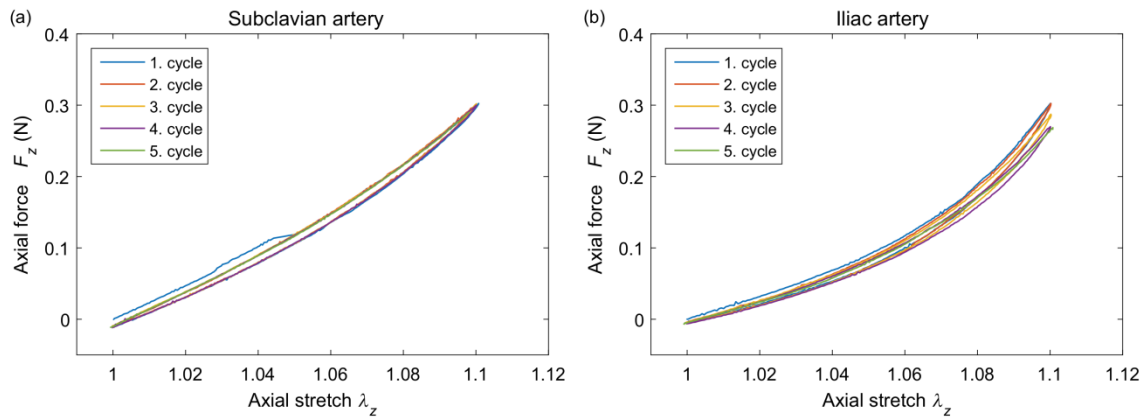 (a) Subclavian artery
0.4
0.3
0.2
0.1
0
Axial force F_z (N)
1. cycle
2. cycle
3. cycle
4. cycle
5. cycle
1 1.02 1.04 1.06 1.08 1.1 1.12
Axial stretch λ_z
(b) Iliac artery
0.4
0.3
0.2
0.1
0
Axial force F_z (N)
1. cycle
2. cycle
3. cycle
4. cycle
5. cycle
1 1.02 1.04 1.06 1.08 1.1 1.12
Axial stretch λ_z